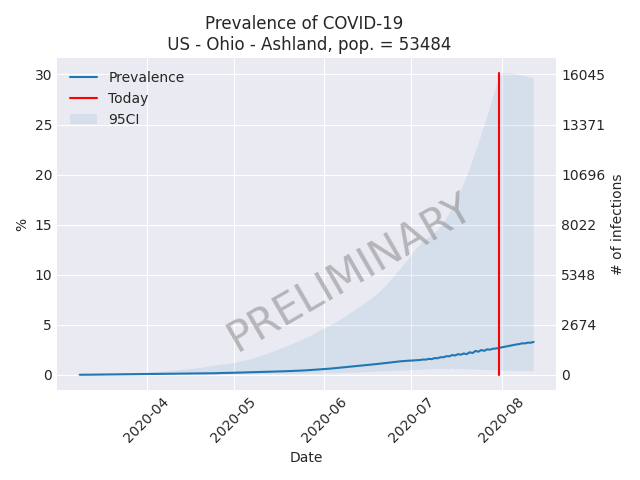 Prevalence of COVID-19
US - Ohio - Ashland, pop. = 53484
Prevalence
Today
95CI
PRELIMINARY
%
30
25
20
15
10
5
0
16045
13371
10696
8022
5348
2674
0
# of infections
2020-04
2020-05
2020-06
2020-07
2020-08
Date